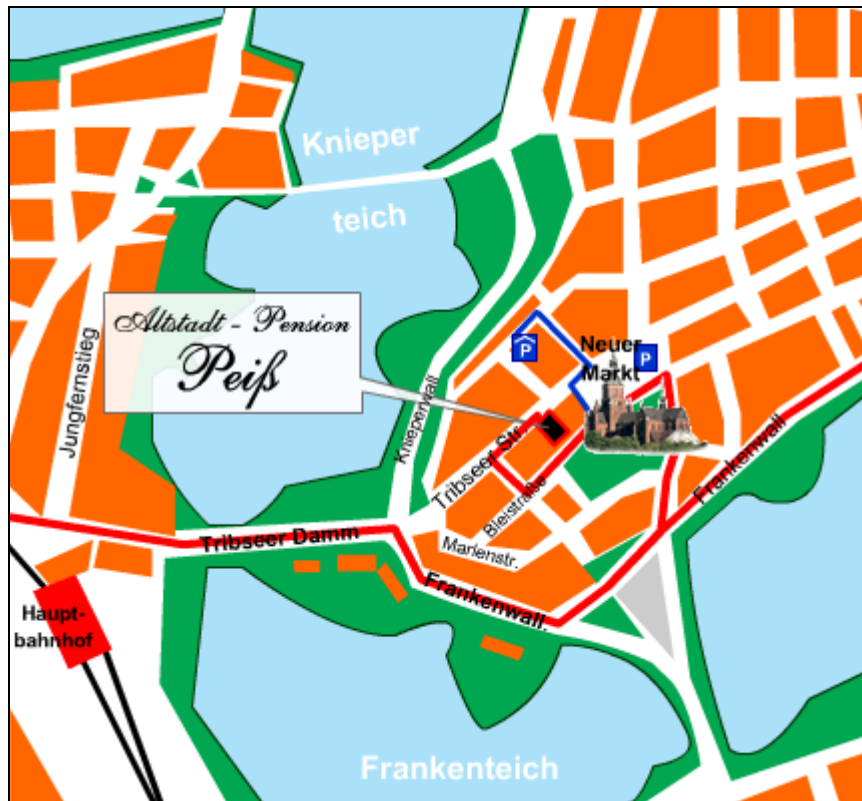 Knieper
teich
Altstadt - Pension
Peiß
Jungfernstieg
Knieperwall
P
Neuer
Markt
P
Tribseer Str.
Bleistraße
Frankenwall
Marienstr.
Tribseer Damm
Frankenwall.
Haupt-
bahnhof
Frankenteich